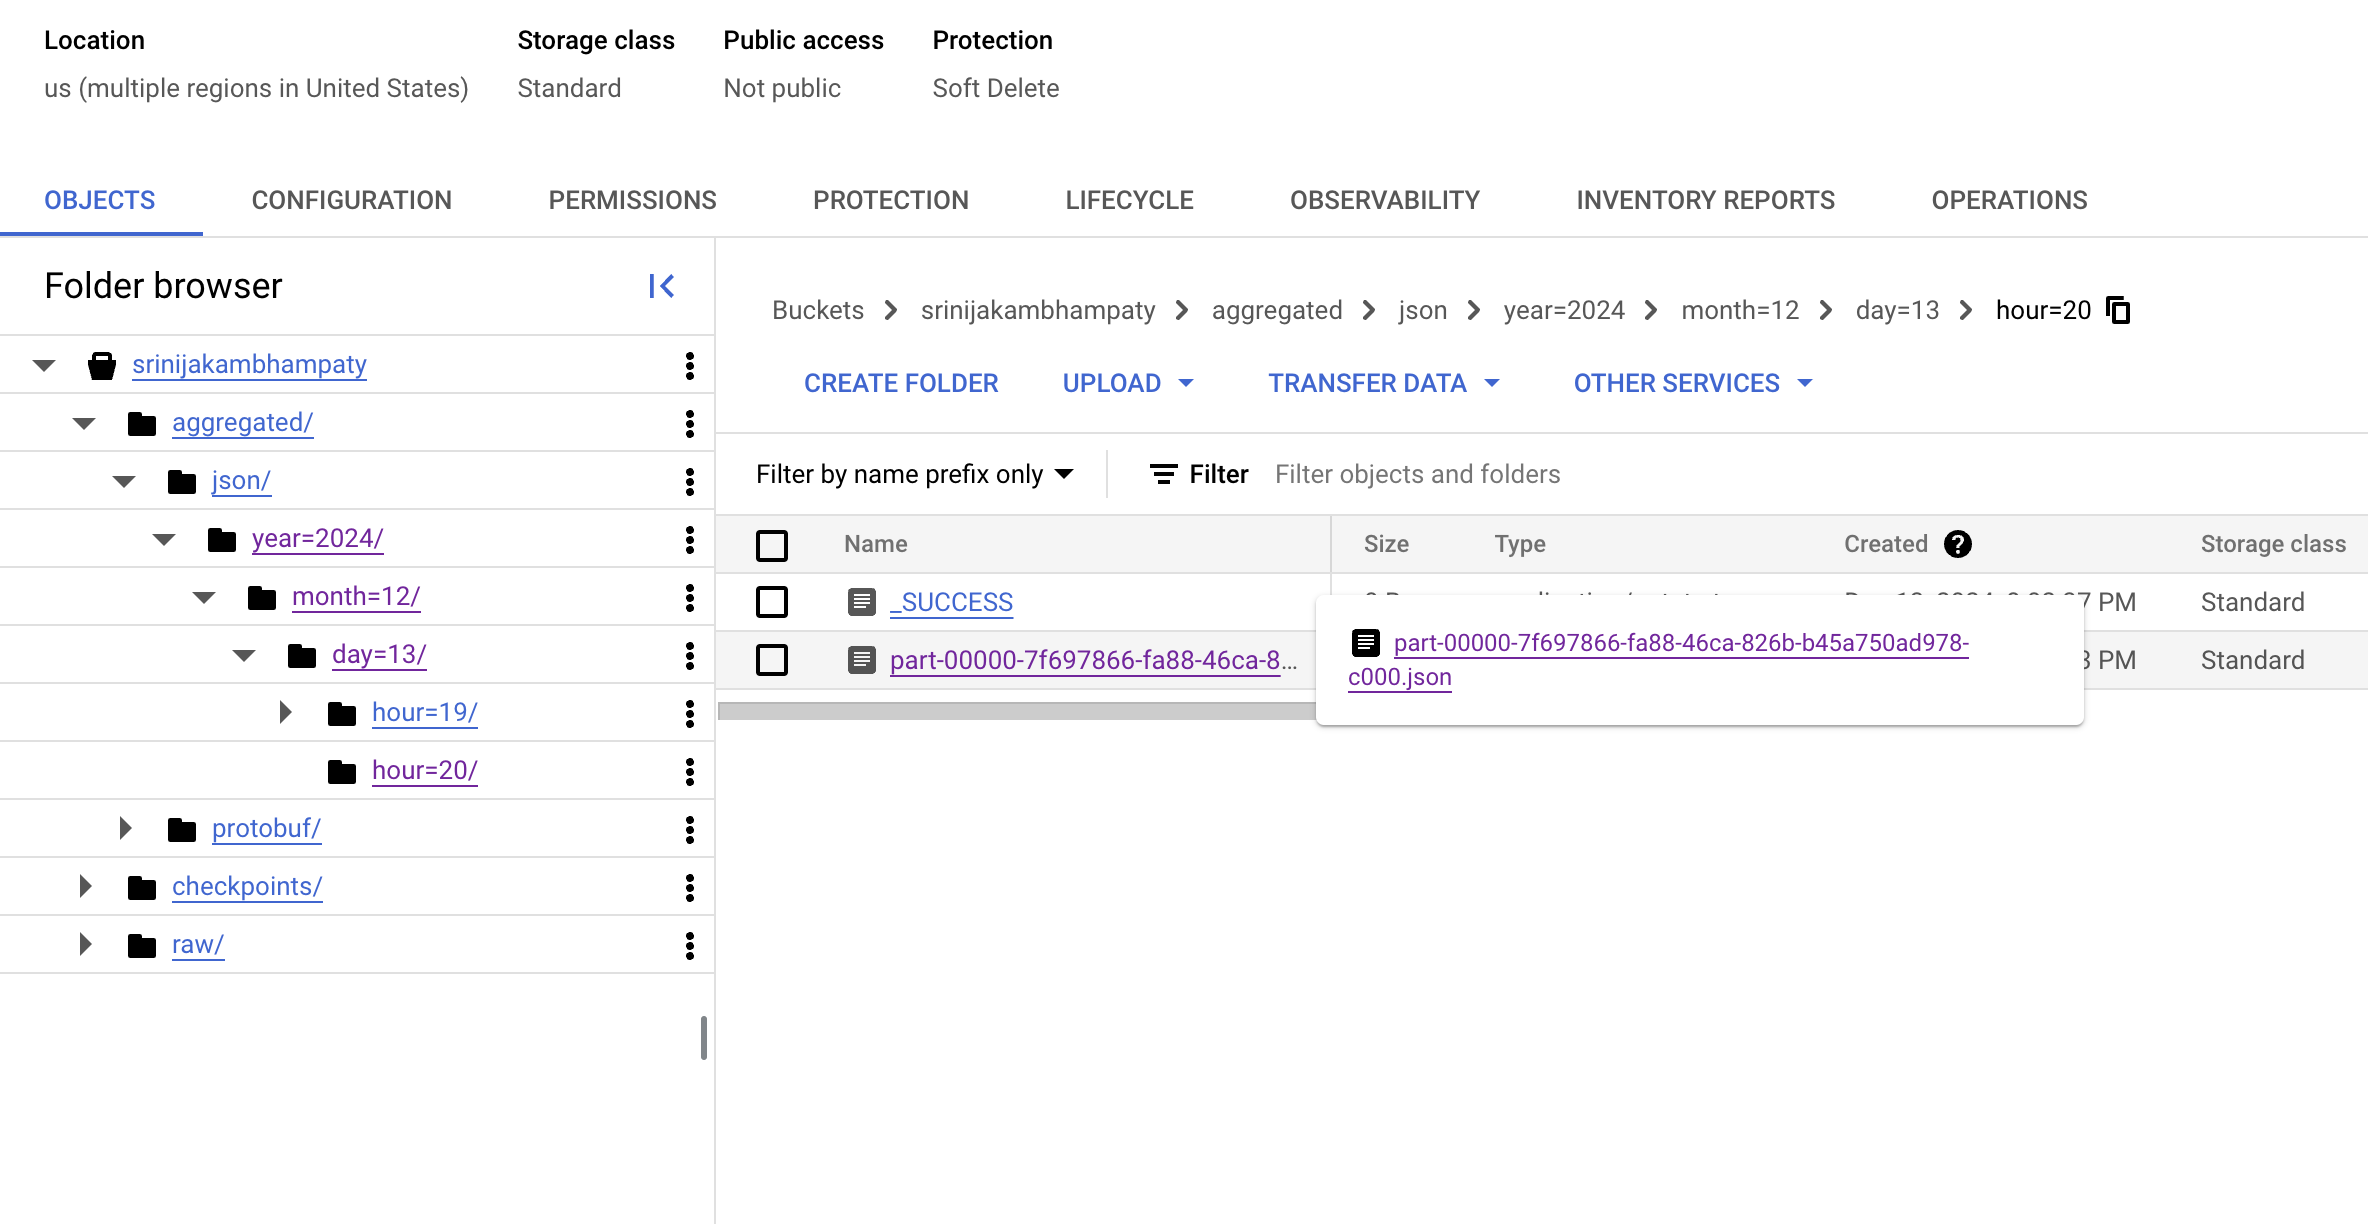 Location
us (multiple regions in United States)
Storage class
Standard
Public access
Not public
Protection
Soft Delete
OBJECTS CONFIGURATION PERMISSIONS PROTECTION LIFECYCLE OBSERVABILITY INVENTORY REPORTS OPERATIONS
Folder browser
srinijakambhampaty
aggregated/
json/
year=2024/
month=12/
day=13/
hour=19/
hour=20/
protobuf/
checkpoints/
raw/
Buckets srinijakambhampaty aggregated json year=2024 month=12 day=13 hour=20
CREATE FOLDER UPLOAD TRANSFER DATA OTHER SERVICES
Filter by name prefix only Filter Filter objects and folders
Name Size Type Created Storage class
_SUCCESS PM Standard
part-00000-7f697866-fa88-46ca-8... PM Standard
part-00000-7f697866-fa88-46ca-826b-b45a750ad978-
c000.json